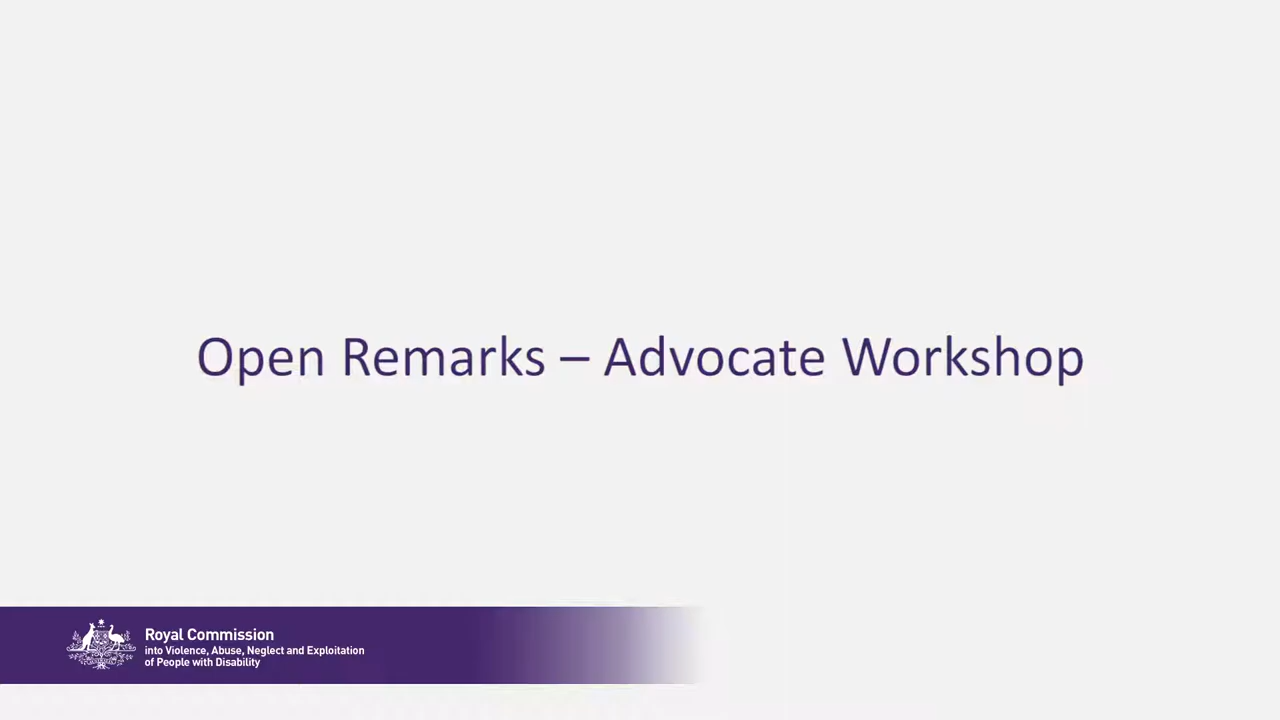 Open Remarks – Advocate Workshop
Royal Commission
into Violence, Abuse, Neglect and Exploitation
of People with Disability